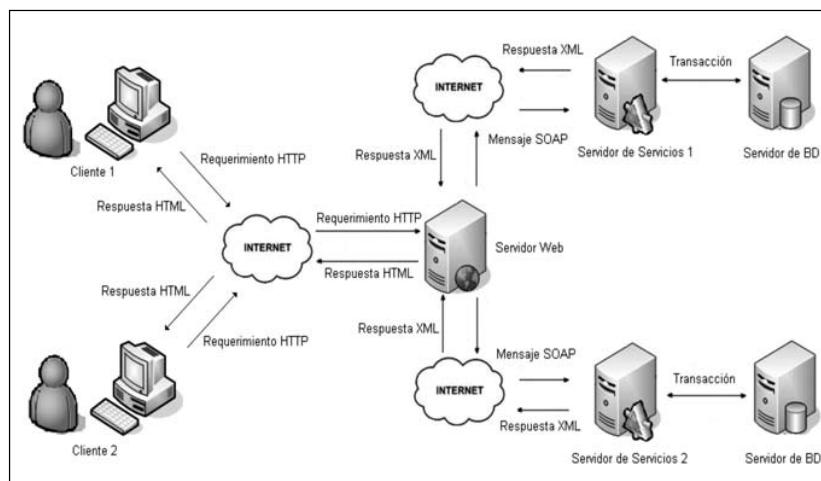 Respuesta XML
Transacción
INTERNET
Mensaje SOAP
Servidor de Servicios 1
Servidor de BD
Respuesta XML
Cliente 1
Requerimiento HTTP
Respuesta HTML
Requerimiento HTTP
INTERNET
Servidor Web
Respuesta HTML
Respuesta HTML
Requerimiento HTTP
Respuesta XML
Mensaje SOAP
INTERNET
Transacción
Respuesta XML
Cliente 2
Servidor de Servicios 2
Servidor de BD